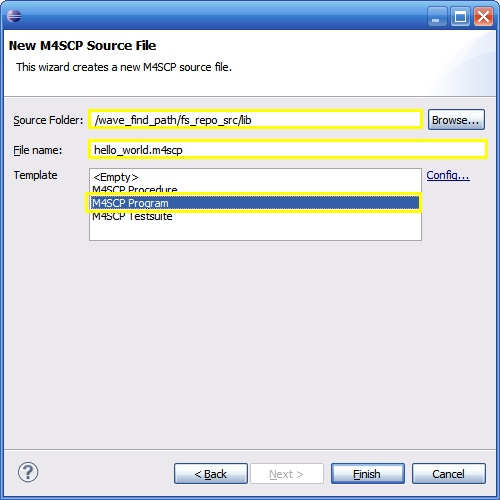 New M4SCP Source File
This wizard creates a new M4SCP source file.
Source Folder: /wave_find_path/fs_repo_src/lib Browse...
File name: hello_world.m4scp
Template <Empty> Config...
M4SCP Procedure
M4SCP Program
M4SCP Testsuite
? < Back Next > Finish Cancel